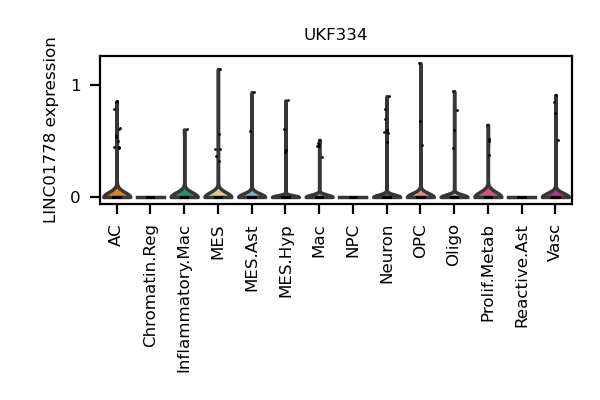 UKF334
LINC01778 expression
1
0
AC
Chromatin.Reg
Inflammatory.Mac
MES
MES.Ast
MES.Hyp
Mac
NPC
Neuron
OPC
Oligo
Prolif.Metab
Reactive.Ast
Vasc